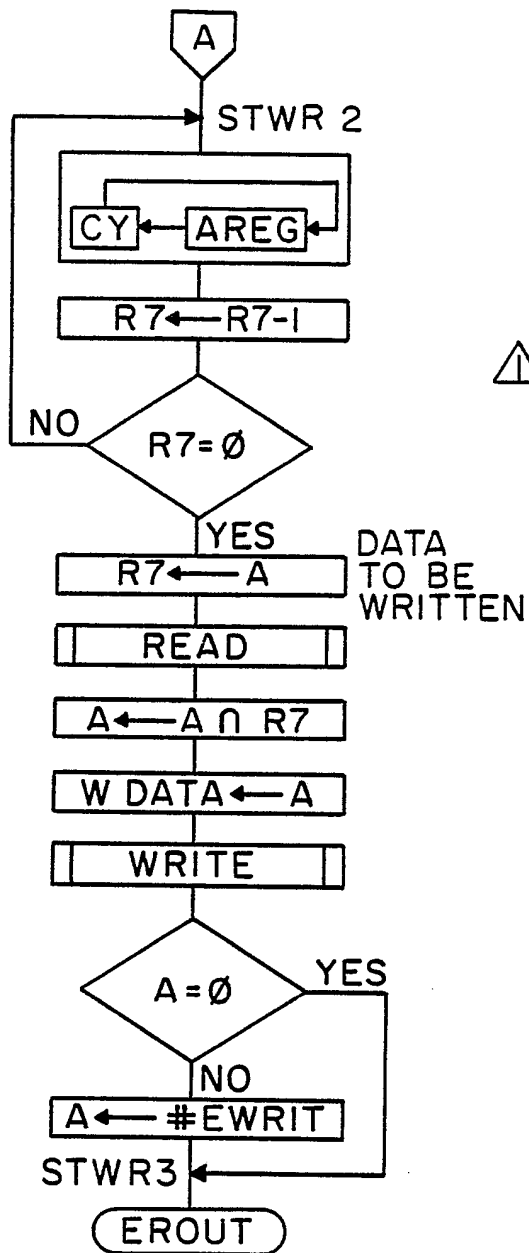 A
STWR 2
CY ← AREG
R7 ← R7-1
NO
R7=Ø
YES
R7 ← A
DATA
TO BE
WRITTEN
READ
A ← A ∩ R7
W DATA ← A
WRITE
A=Ø
YES
NO
A ← #EWRIT
STWR3
EROUT